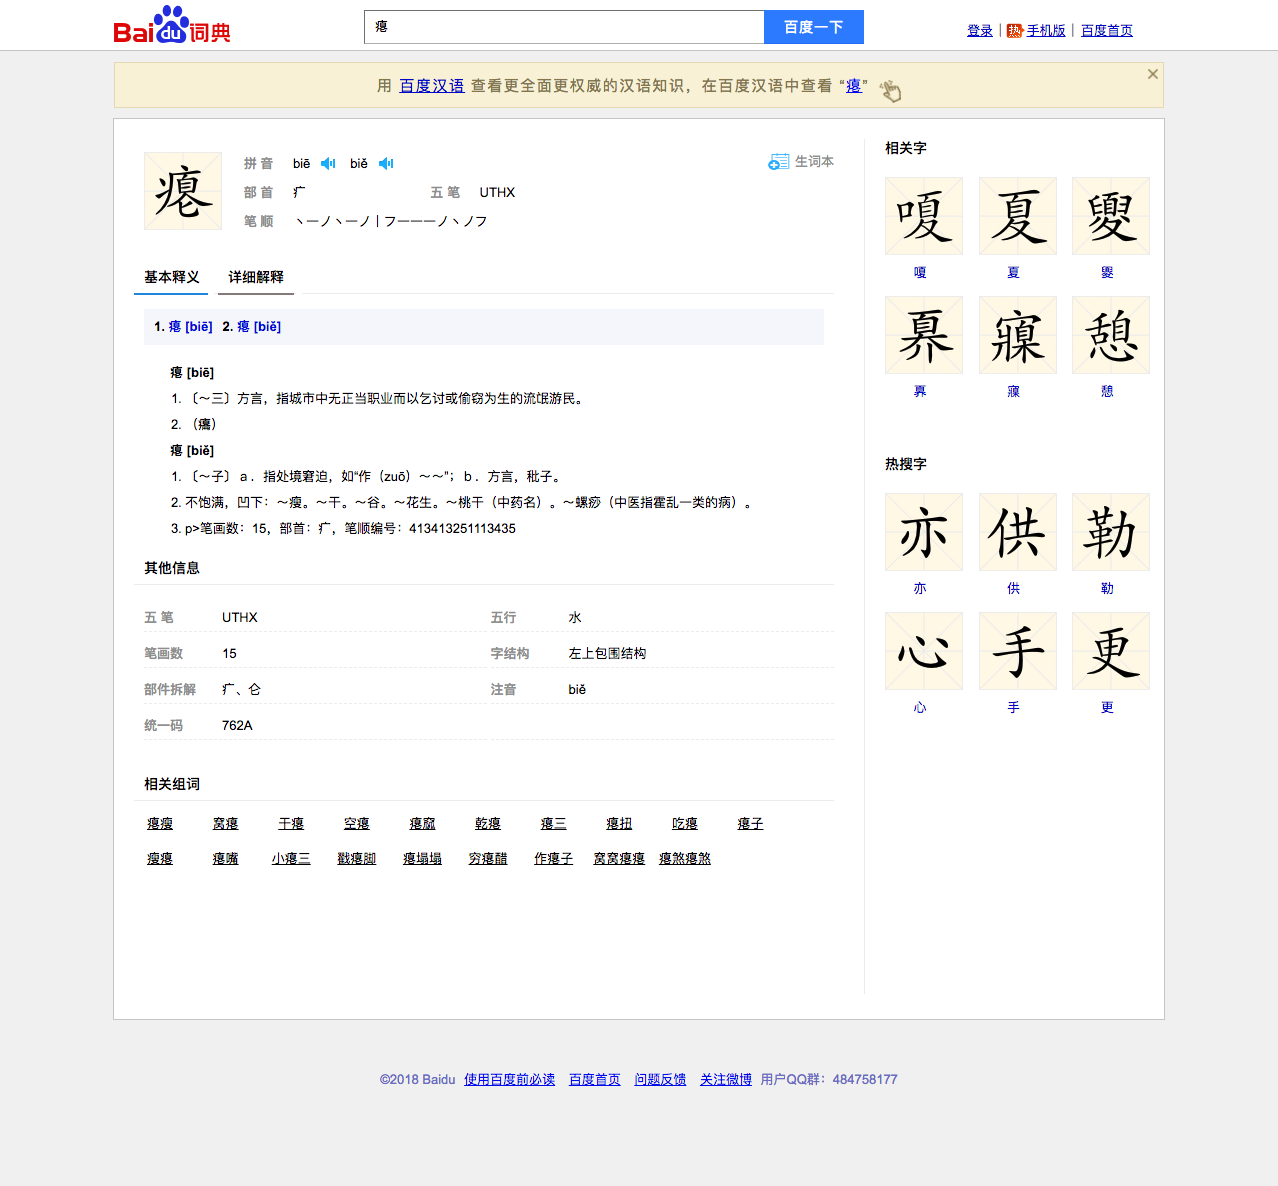 Bai du 词典
瘪
百度一下
登录 | 热 手机版 | 百度首页
用 百度汉语 查看更全面更权威的汉语知识，在百度汉语中查看 “瘪”
瘪
拼 音 biē biě
生词本
部 首 疒 五 笔 UTHX
笔 顺 丶一ノ丶一ノ丨フ一一一ノ丶ノフ
基本释义 详细解释
1. 瘪 [biē] 2. 瘪 [biě]
瘪 [biē]
1. 〔～三〕方言，指城市中无正当职业而以乞讨或偷窃为生的流氓游民。
2. （癟）
瘪 [biě]
1. 〔～子〕ａ．指处境窘迫，如“作（zuō）～～”；ｂ．方言，秕子。
2. 不饱满，凹下：～瘦。～干。～谷。～花生。～桃干（中药名）。～螺痧（中医指霍乱一类的病）。
3. p>笔画数：15，部首：疒，笔顺编号：413413251113435
其他信息
五 笔 UTHX 五行 水
笔画数 15 字结构 左上包围结构
部件拆解 疒、仑 注音 biě
统一码 762A
相关组词
瘪瘦 窝瘪 干瘪 空瘪 瘪窳 乾瘪 瘪三 瘪扭 吃瘪 瘪子
瘦瘪 瘪嘴 小瘪三 戳瘪脚 瘪塌塌 穷瘪醋 作瘪子 窝窝瘪瘪 瘪煞瘪煞
相关字
嗄 夏
嗄 夏
奡 憩
奡 憩
热搜字
亦 供 勒
亦 供 勒
心 手 更
心 手 更
©2018 Baidu 使用百度前必读 百度首页 问题反馈 关注微博 用户QQ群：484758177